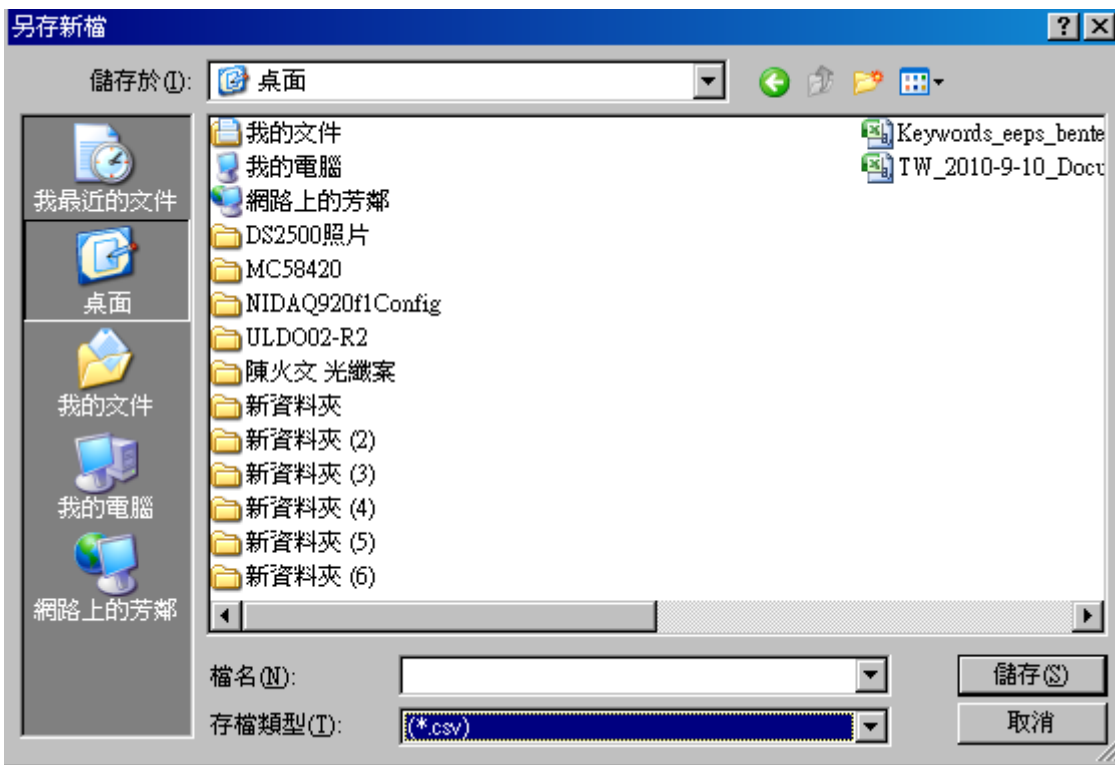 另存新檔
儲存於(I):
桌面
我最近的文件
桌面
我的文件
我的電腦
網路上的芳鄰
我的文件
我的電腦
網路上的芳鄰
DS2500照片
MC58420
NIDAQ920f1Config
ULDO02-R2
陳火文 光纖案
新資料夾
新資料夾 (2)
新資料夾 (3)
新資料夾 (4)
新資料夾 (5)
新資料夾 (6)
Keywords_eeps_bente
TW_2010-9-10_Docu
檔名(N):
儲存(S)
存檔類型(T):
(*.csv)
取消